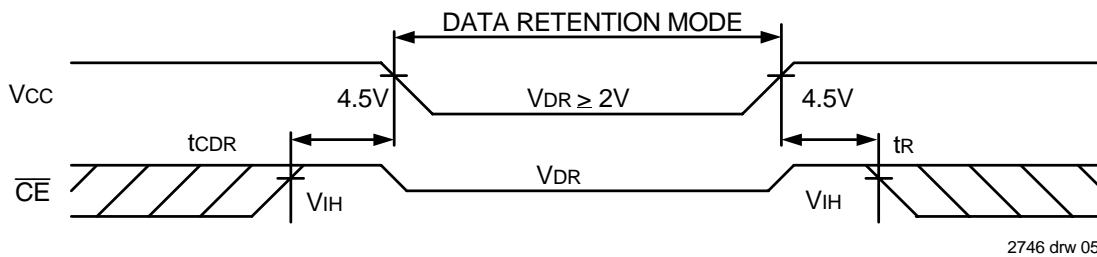 DATA RETENTION MODE
VCC
4.5V
VDR ≥ 2V
4.5V
tCDR
tR
CE
VIH
VDR
VIH
2746 drw 05